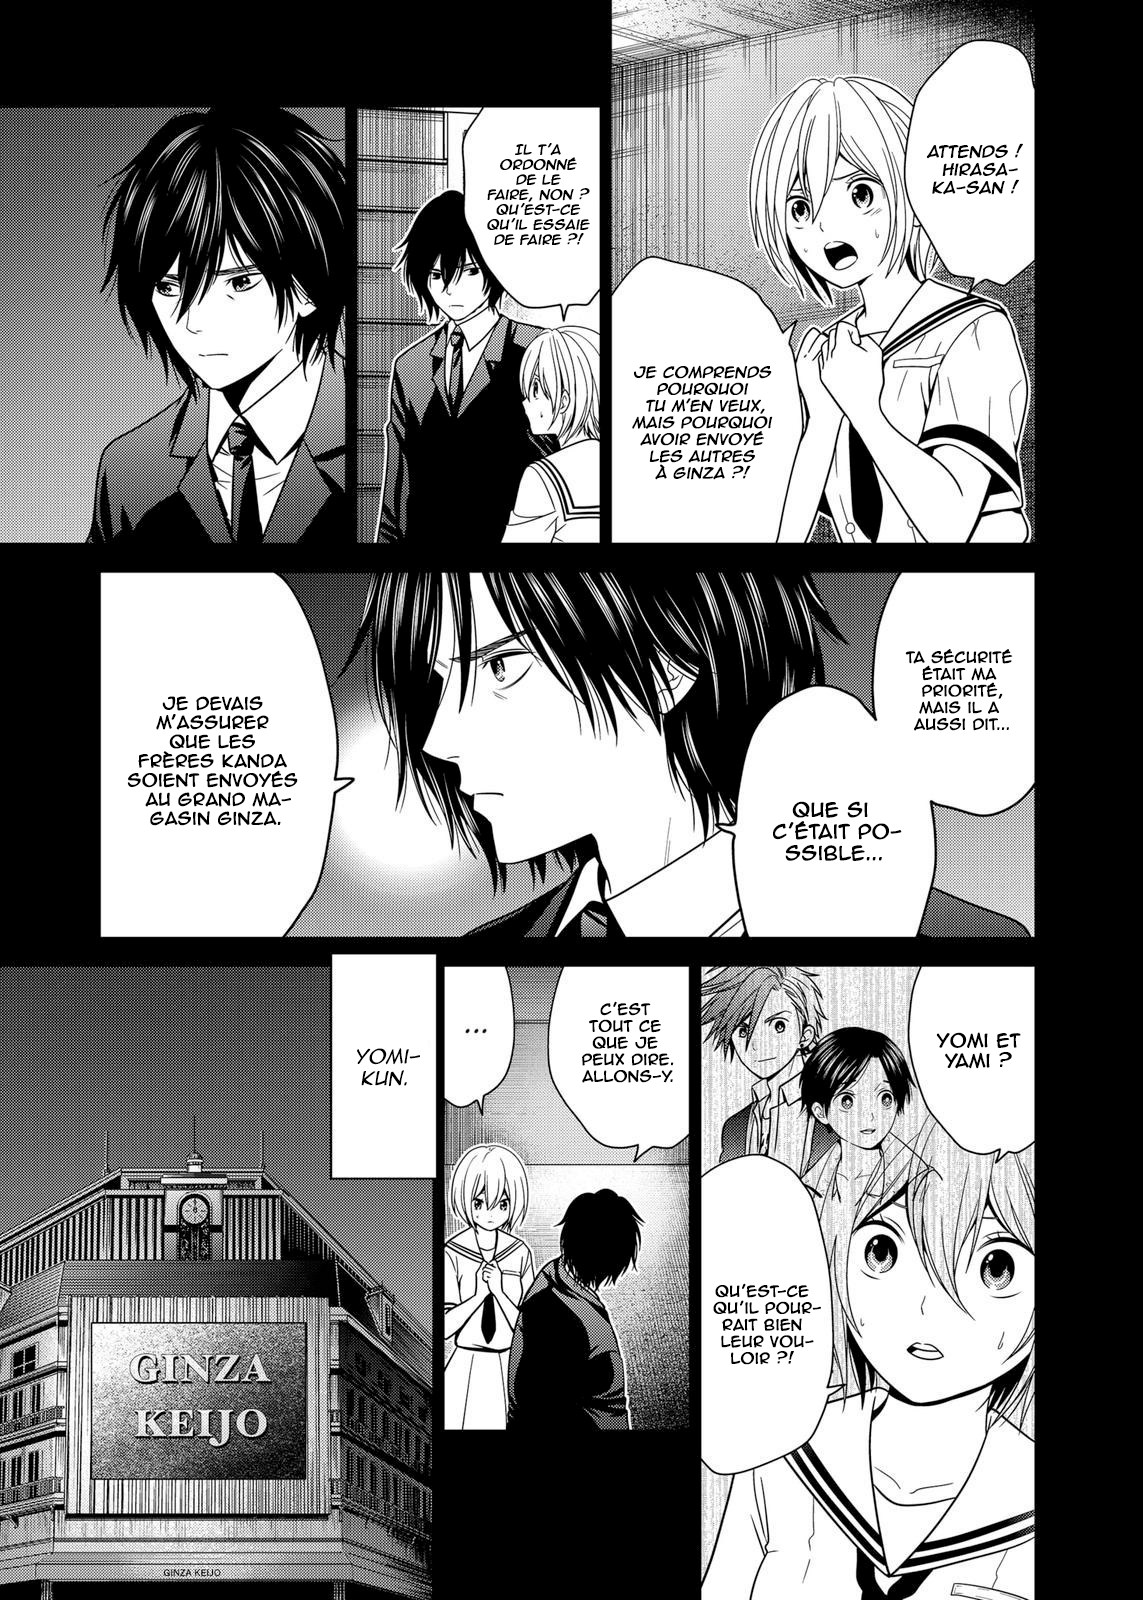 ATTENDS !
HIRASA-
KA-SAN !
JE COMPRENDS
POURQUOI
TU M'EN VEUX,
MAIS POURQUOI
AVOIR ENVOYÉ
LES AUTRES
À GINZA ?!
IL T'A
ORDONNÉ
DE LE
FAIRE, NON ?
QU'EST-CE
QU'IL ESSAIE
DE FAIRE ?!
TA SÉCURITÉ
ÉTAIT MA
PRIORITÉ,
MAIS IL A
AUSSI DIT...
QUE SI
C'ÉTAIT PO-
SSIBLE...
JE DEVAIS
M'ASSURER
QUE LES
FRÈRES KANDA
SOIENT ENVOYÉS
AU GRAND MA-
GASIN GINZA.
YOMI ET
YAMI ?
QU'EST-CE
QU'IL POUR-
RAIT BIEN
LEUR VOU-
LOIR ?!
C'EST
TOUT CE
QUE JE
PEUX DIRE.
ALLONS-Y.
...
YOMI-
KUN.
GINZA
KEIJO
GINZA KEIJO